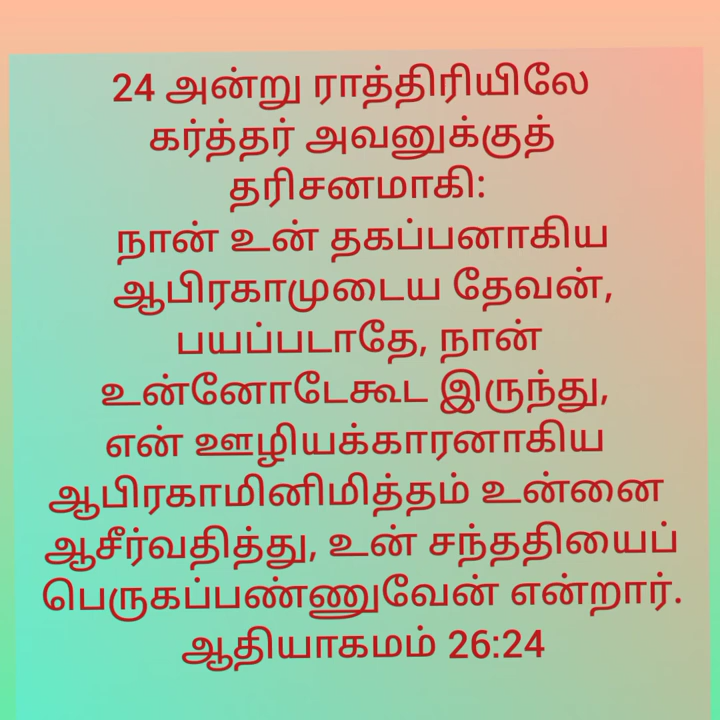 24 அன்று ராத்திரியிலே
கர்த்தர் அவனுக்குத்
தரிசனமாகி:
நான் உன் தகப்பனாகிய
ஆபிரகாமுடைய தேவன்,
பயப்படாதே, நான்
உன்னோடேகூட இருந்து,
என் ஊழியக்காரனாகிய
ஆபிரகாமினிமித்தம் உன்னை
ஆசீர்வதித்து, உன் சந்ததியைப்
பெருகப்பண்ணுவேன் என்றார்.
ஆதியாகமம் 26:24